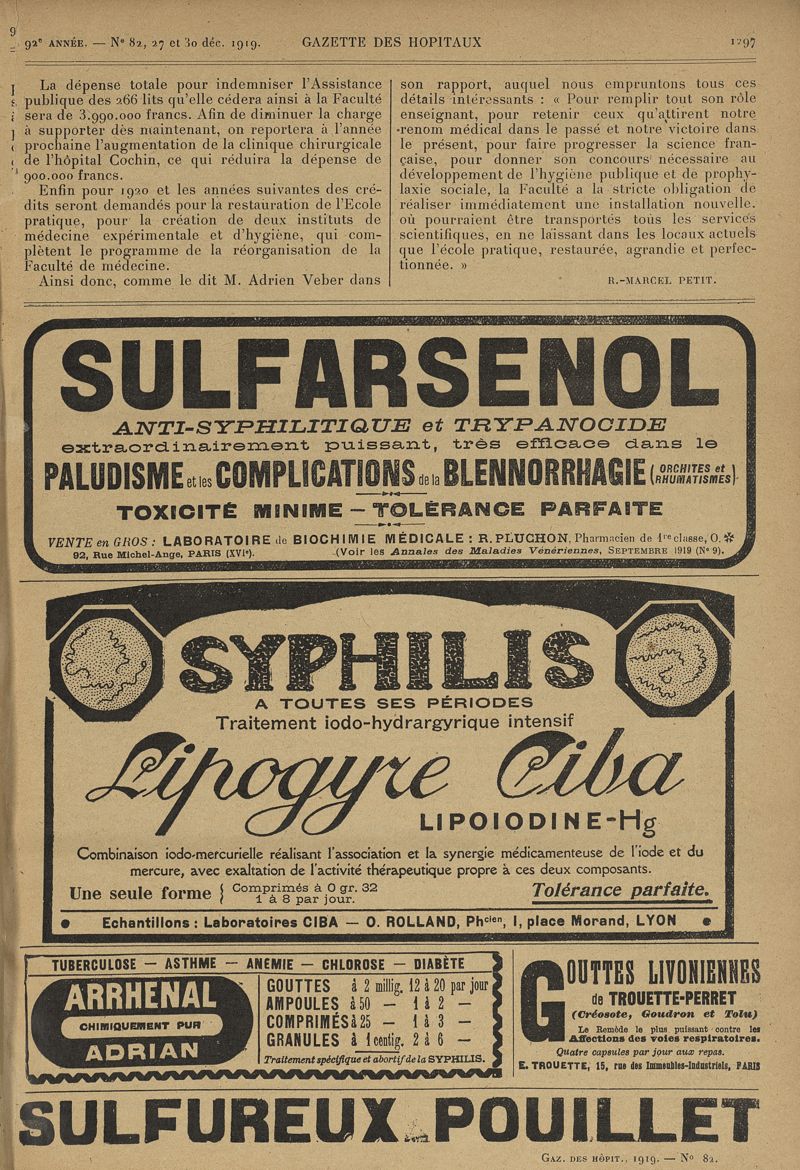 92e ANNÉE. — No 82, 27 et 30 déc. 1919. GAZETTE DES HOPITAUX 1297
La dépense totale pour indemniser l'Assistance
publique des 266 lits qu'elle cédera ainsi à la Faculté
sera de 3.990.000 francs. Afin de diminuer la charge
à supporter dès maintenant, on reportera à l'année
prochaine l'augmentation de la clinique chirurgicale
de l'hôpital Cochin, ce qui réduira la dépense de
900.000 francs.
Enfin pour 1920 et les années suivantes des cré-
dits seront demandés pour la restauration de l'Ecole
pratique, pour la création de deux instituts de
médecine expérimentale et d'hygiène, qui com-
plètent le programme de la réorganisation de la
Faculté de médecine.
Ainsi donc, comme le dit M. Adrien Veber dans
son rapport, auquel nous empruntons tous ces
détails intéressants : « Pour remplir tout son rôle
enseignant, pour retenir ceux qu'attirent notre
renom médical dans le passé et notre victoire dans
le présent, pour faire progresser la science fran-
çaise, pour donner son concours nécessaire au
développement de l'hygiène publique et de prophy-
laxie sociale, la Faculté a la stricte obligation de
réaliser immédiatement une installation nouvelle.
où pourraient être transportés tous les services
scientifiques, en ne laissant dans les locaux actuels
que l'école pratique, restaurée, agrandie et perfec-
tionnée. »
R.-MARCEL PETIT.
SULFARSENOL
ANTI-SYPHILITIQUE et TRYPANOCIDE
extraordinairement puissant, très efficace dans le
PALUDISME et les COMPLICATIONS de la BLENNORRHAGIE (ORCHITES et RHUMATISMES)
TOXICITÉ MINIME — TOLÉRANCE PARFAITE
VENTE en GROS : LABORATOIRE de BIOCHIMIE MÉDICALE : R. PLUCHON, Pharmacien de 1re classe, O. ✻
92, Rue Michel-Ange, PARIS (XVIe). (Voir les Annales des Maladies Vénériennes, SEPTEMBRE 1919 (No 9).
SYPHILIS
A TOUTES SES PÉRIODES
Traitement iodo-hydrargyrique intensif
Lipogyre Ciba
LIPOIODINE-Hg
Combinaison iodo-mercurielle réalisant l'association et la synergie médicamenteuse de l'iode et du
mercure, avec exaltation de l'activité thérapeutique propre à ces deux composants.
Une seule forme { Comprimés à 0 gr. 32
1 à 8 par jour.
Tolérance parfaite.
Echantillons : Laboratoires CIBA — O. ROLLAND, Phcien, 1, place Morand, LYON
TUBERCULOSE — ASTHME — ANEMIE — CHLOROSE — DIABÈTE
ARRHENAL
CHIMIQUEMENT PUR
ADRIAN
GOUTTES à 2 millig. 12 à 20 par jour
AMPOULES à 50 — 1 à 2 —
COMPRIMÉS à 25 — 1 à 3 —
GRANULES à 1 centig. 2 à 6 —
Traitement spécifique et abortif de la SYPHILIS.
GOUTTES LIVONIENNES
de TROUETTE-PERRET
(Créosote, Goudron et Tolu)
Le Remède le plus puissant contre les
Affections des voies respiratoires.
Quatre capsules par jour aux repas.
E. TROUETTE, 15, rue des Immeubles-Industriels, PARIS
SULFUREUX POUILLET
GAZ. DES HÔPIT., 1919. — No 82.